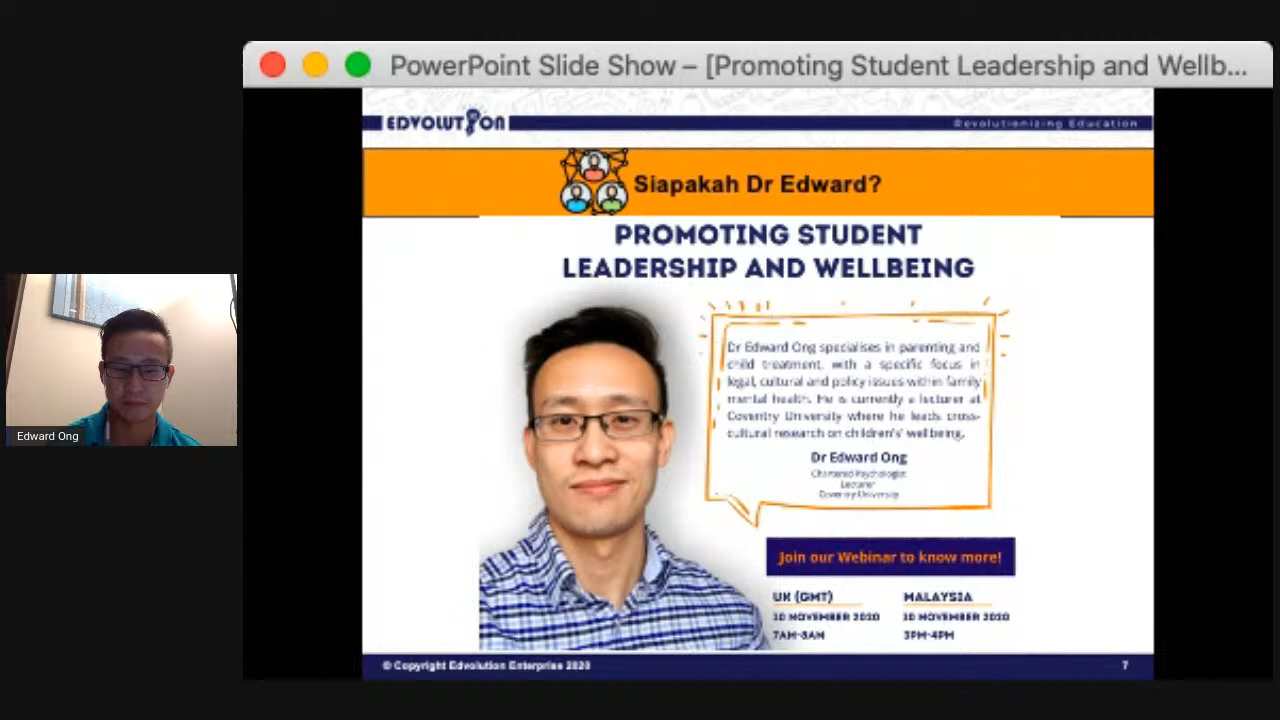 PowerPoint Slide Show – [Promoting Student Leadership and Wellb...
EDVOLUTION
Revolutionizing Education
Siapakah Dr Edward?
PROMOTING STUDENT
LEADERSHIP AND WELLBEING
Dr Edward Ong specialises in parenting and
child treatment, with a specific focus in
legal, cultural and policy issues within family
mental health. He is currently a lecturer at
Coventry University where he leads cross-
cultural research on children's wellbeing.
Dr Edward Ong
Chartered Psychologist
Lecturer
Coventry University
Edward Ong
Join our Webinar to know more!
UK (GMT)
10 NOVEMBER 2020
7AM-8AM
MALAYSIA
10 NOVEMBER 2020
3PM-4PM
© Copyright Edvolution Enterprise 2020
7